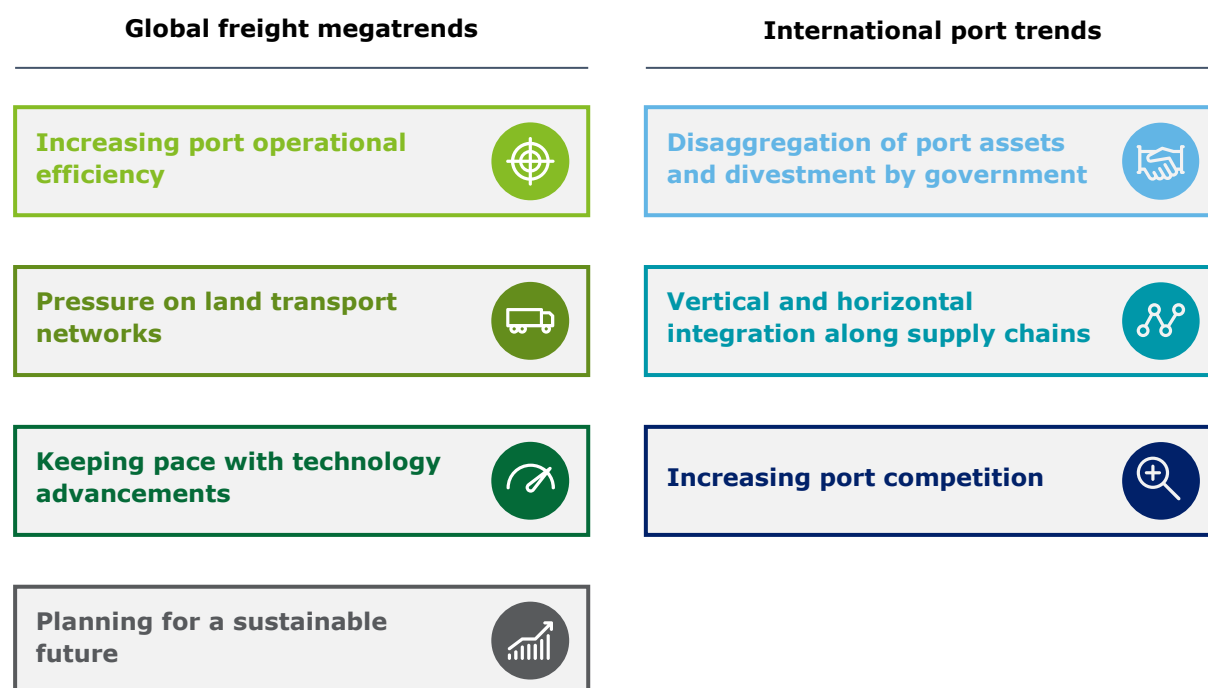 Global freight megatrends
International port trends
Increasing port operational
efficiency
Disaggregation of port assets
and divestment by government
Pressure on land transport
networks
Vertical and horizontal
integration along supply chains
Keeping pace with technology
advancements
Increasing port competition
Planning for a sustainable
future